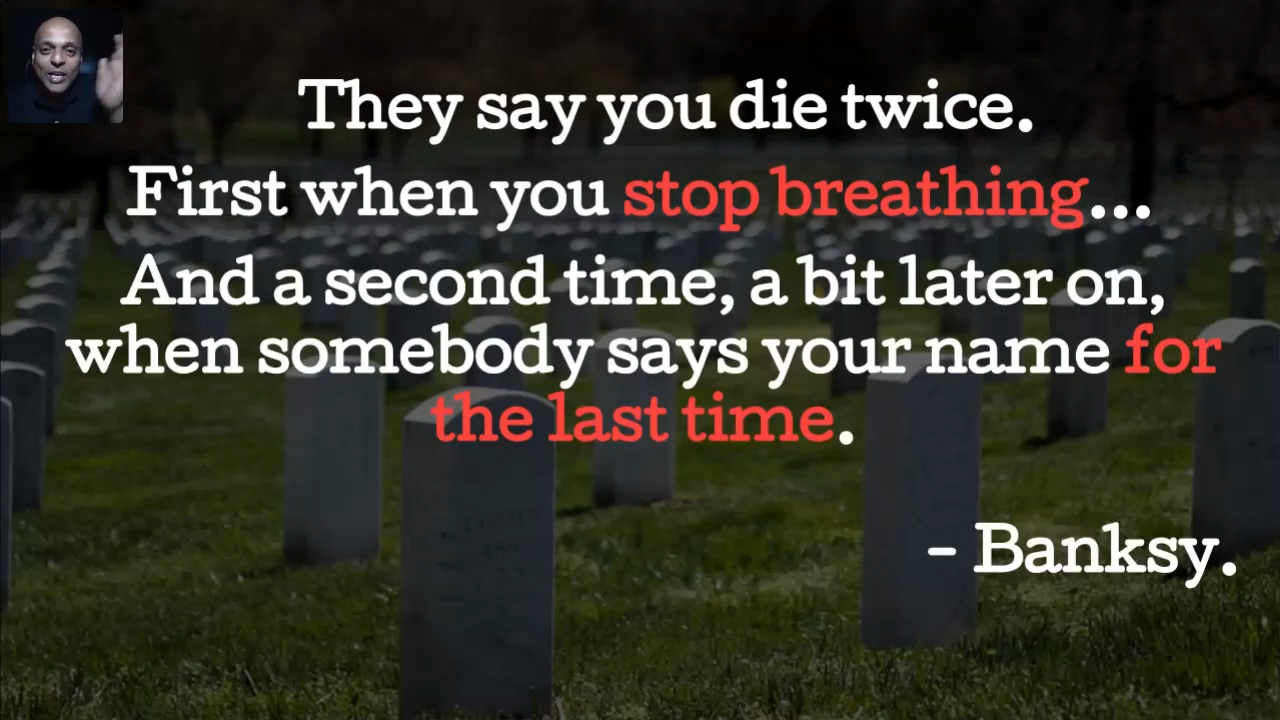 They say you die twice.
First when you stop breathing...
And a second time, a bit later on,
when somebody says your name for
the last time.
- Banksy.